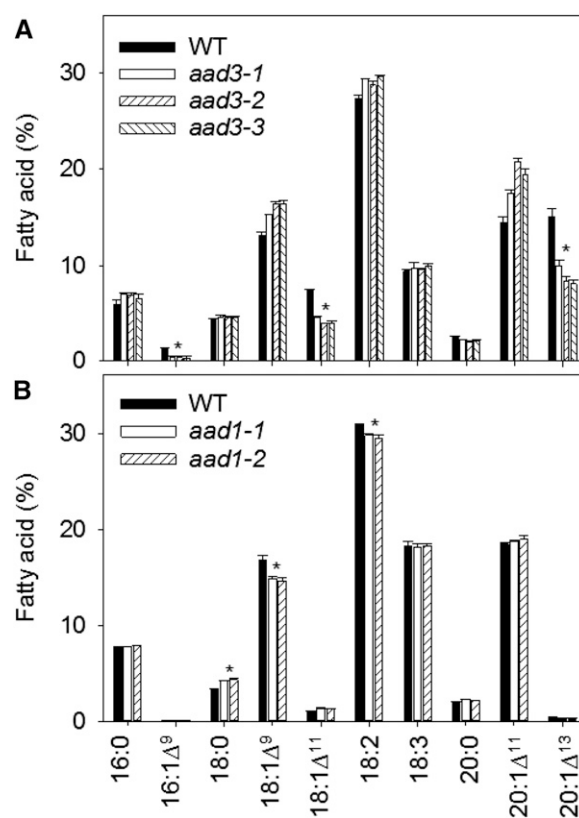 A
WT
aad3-1
aad3-2
aad3-3
Fatty acid (%)
30
20
10
0
*
*
*
B
WT
aad1-1
aad1-2
Fatty acid (%)
30
20
10
0
*
*
*
16:0
16:1Δ⁹
18:0
18:1Δ⁹
18:1Δ¹¹
18:2
18:3
20:0
20:1Δ¹¹
20:1Δ¹³